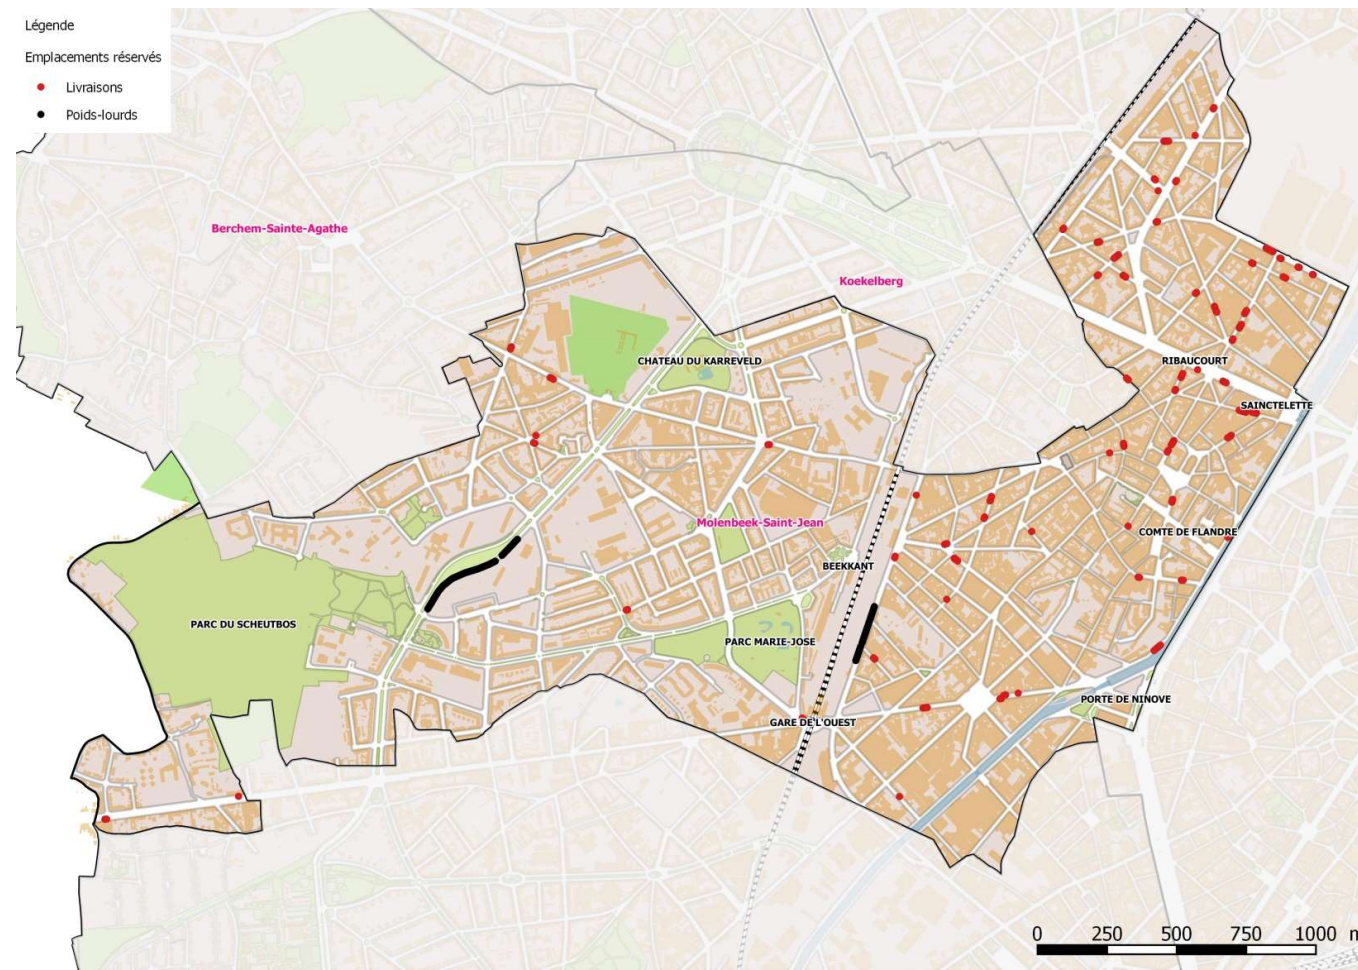 Légende
Emplacements réservés
Livraisons
Poids-lourds
Berchem-Sainte-Agathe
Koekelberg
CHATEAU DU KARREVELD
RIBAUCOURT
SAINCTELETTE
Molenbeek-Saint-Jean
COMTE DE FLANDRE
BEEKKANT
PARC DU SCHEUTBOS
PARC MARIE-JOSE
PORTE DE NINOVE
GARE DE L'OUEST
0 250 500 750 1000 m